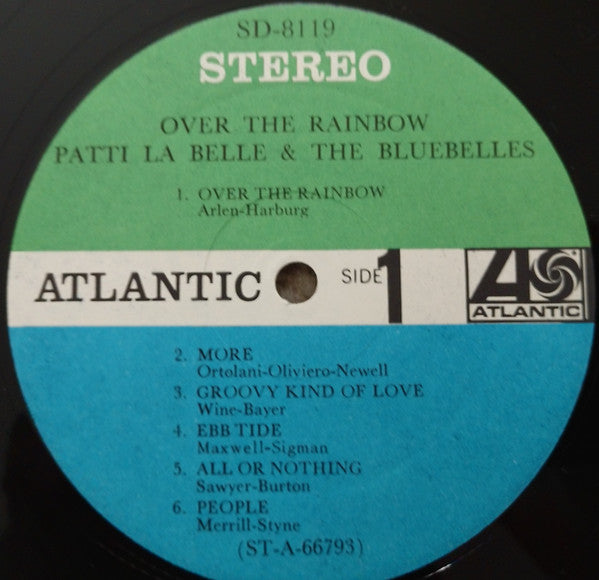 SD-8119
STEREO
OVER THE RAINBOW
PATTI LA BELLE & THE BLUEBELLES
1. OVER THE RAINBOW
Arlen-Harburg
ATLANTIC SIDE 1 ATLANTIC
2. MORE
Ortolani-Oliviero-Newell
3. GROOVY KIND OF LOVE
Wine-Bayer
4. EBB TIDE
Maxwell-Sigman
5. ALL OR NOTHING
Sawyer-Burton
6. PEOPLE
Merrill-Styne
(ST-A-66793)